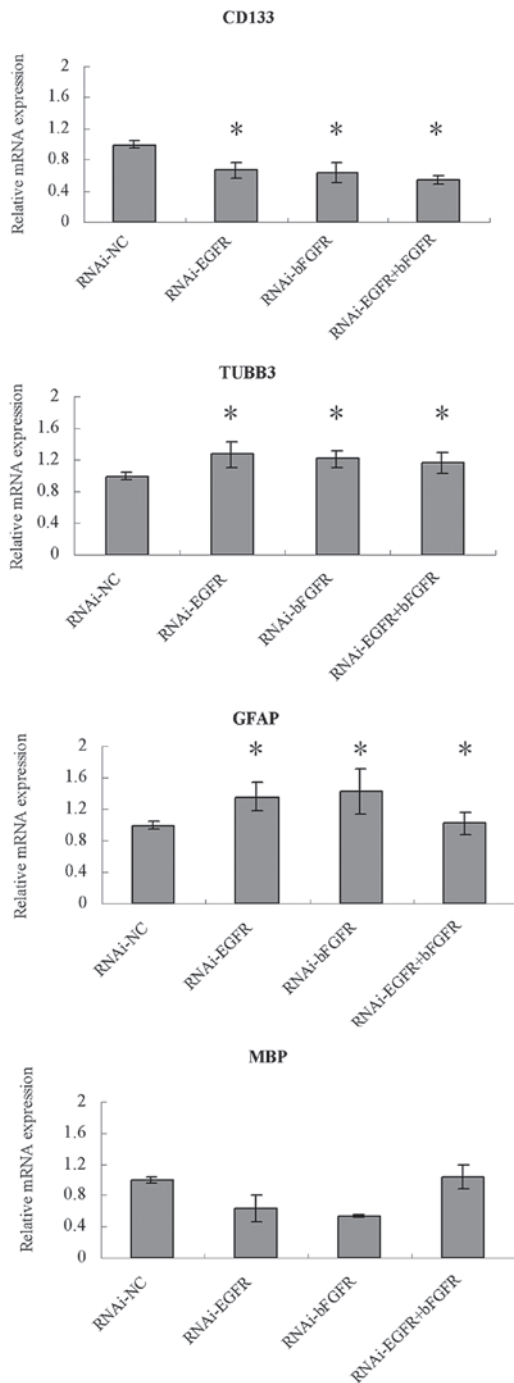 CD133
Relative mRNA expression
2
1.6
1.2
0.8
0.4
0
*
*
*
RNAi-NC
RNAi-EGFR
RNAi-bFGFR
RNAi-EGFR+bFGFR
TUBB3
Relative mRNA expression
2
1.6
1.2
0.8
0.4
0
*
*
*
RNAi-NC
RNAi-EGFR
RNAi-bFGFR
RNAi-EGFR+bFGFR
GFAP
Relative mRNA expression
2
1.6
1.2
0.8
0.4
0
*
*
*
RNAi-NC
RNAi-EGFR
RNAi-bFGFR
RNAi-EGFR+bFGFR
MBP
Relative mRNA expression
2
1.6
1.2
0.8
0.4
0
RNAi-NC
RNAi-EGFR
RNAi-bFGFR
RNAi-EGFR+bFGFR